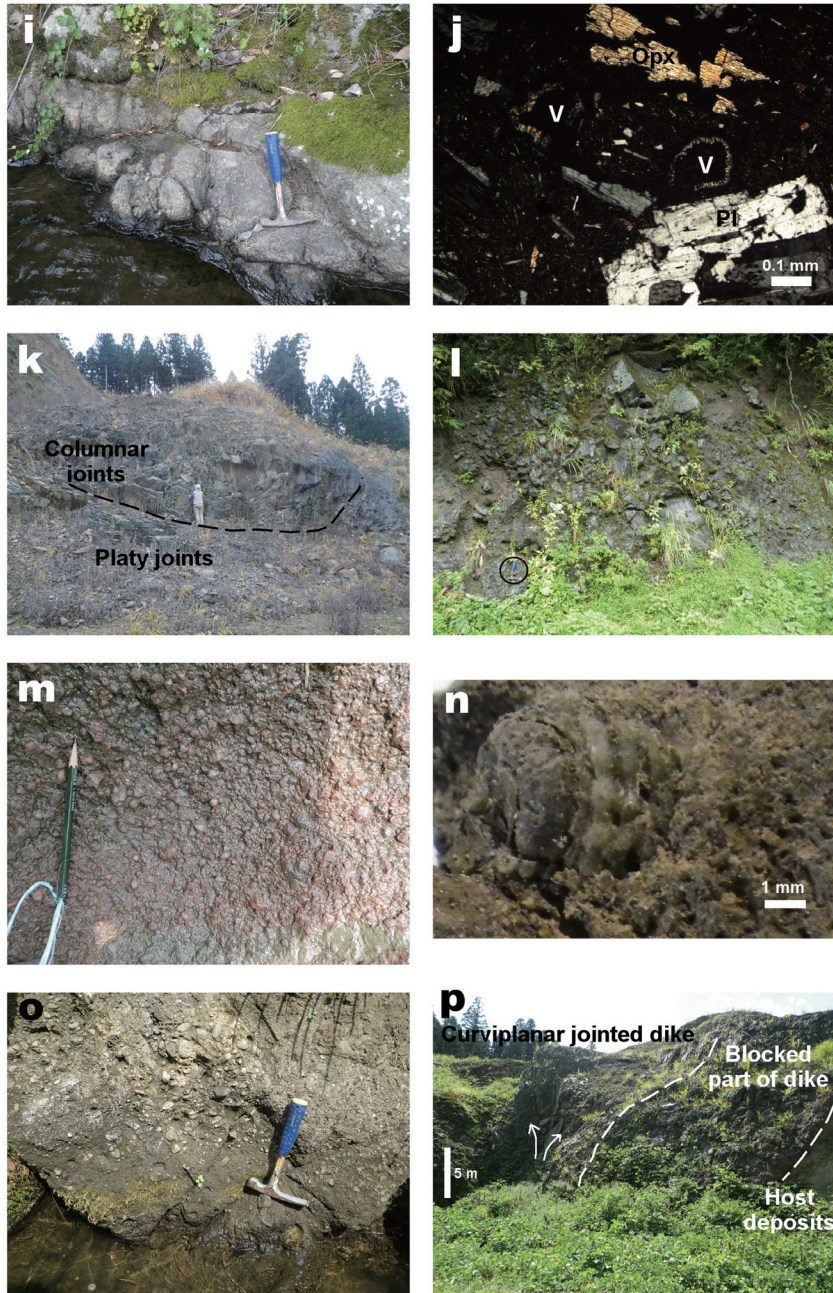 i
j
Opx
V
V
Pl
0.1 mm
k
Columnar
joints
Platy joints
l
m
n
1 mm
o
p
Curviplanar jointed dike
Blocked
part of dike
5 m
Host
deposits